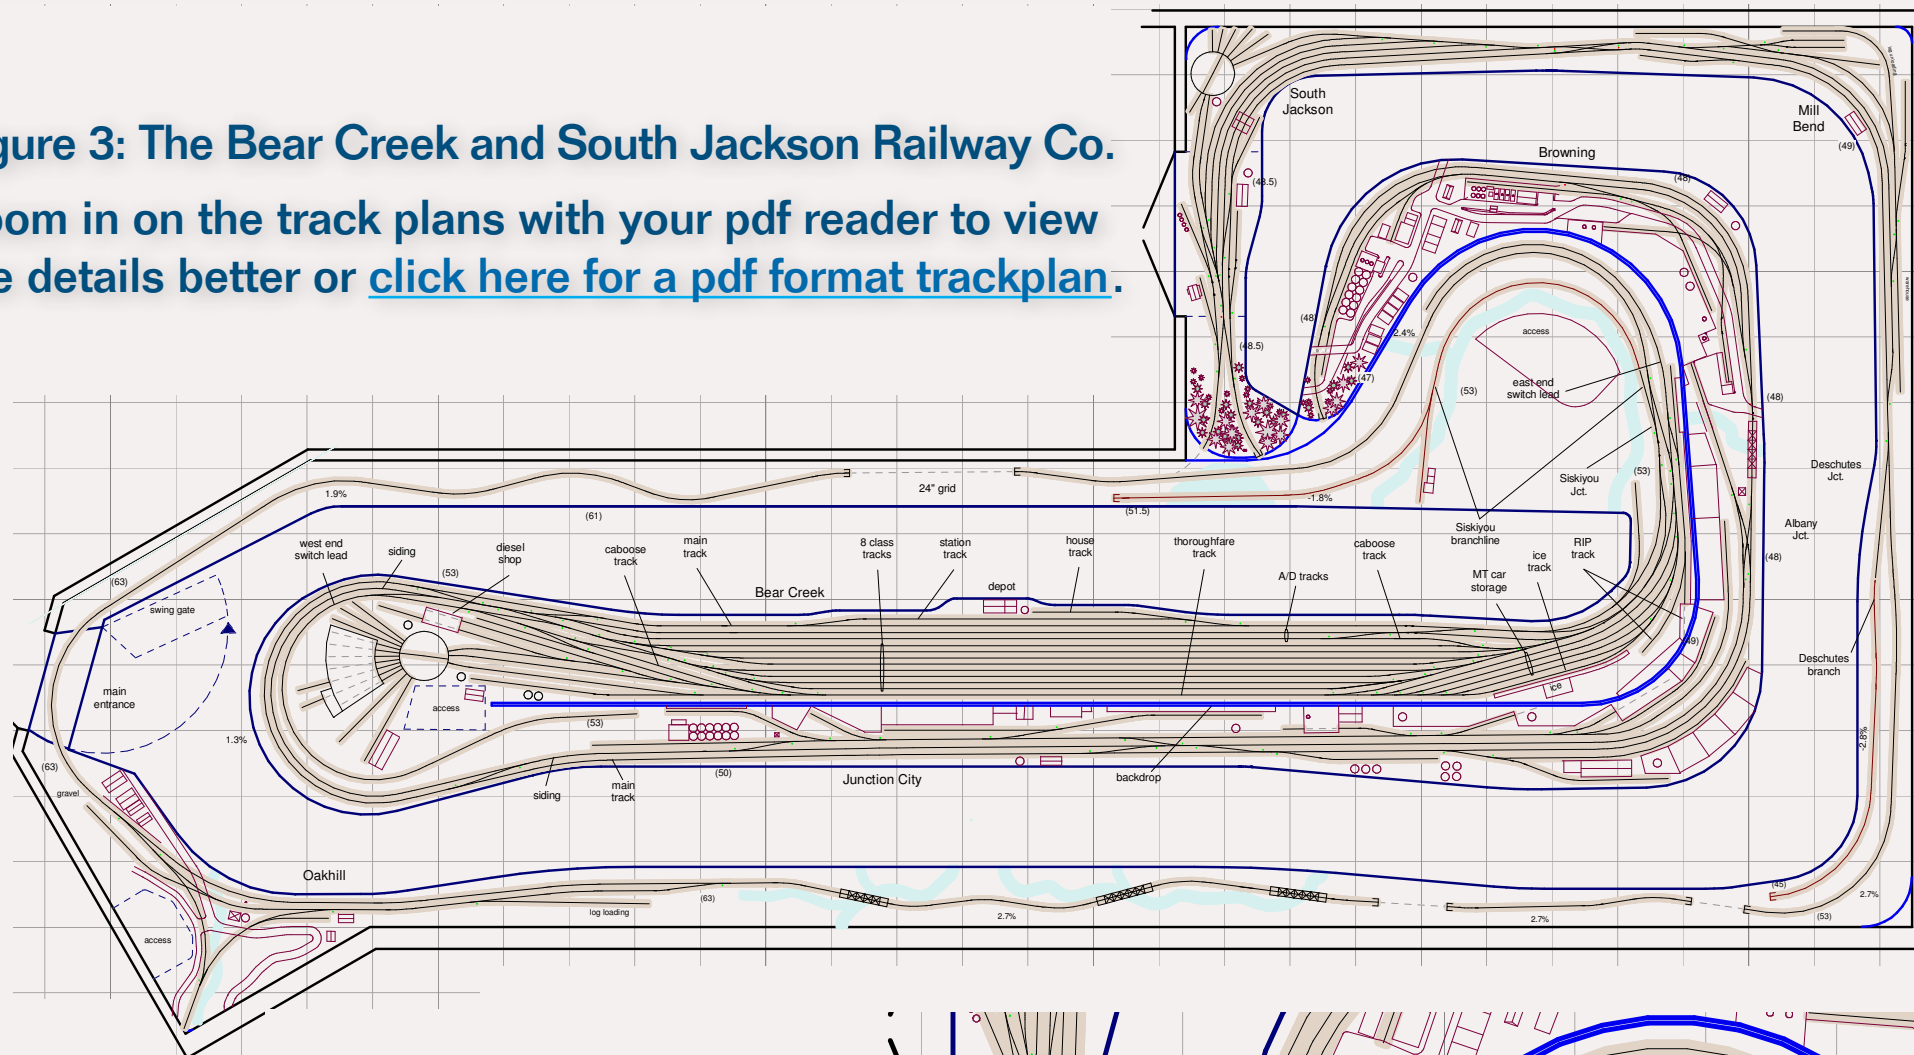 gure 3: The Bear Creek and South Jackson Railway Co.
oom in on the track plans with your pdf reader to view
e details better or click here for a pdf format trackplan.
South
Jackson
Mill
Bend
(49)
Browning
(48)
(48.5)
(48)
(48.5)
2.4%
(47)
access
(53)
east end
switch lead
(48)
Siskiyou
Jct.
(53)
Deschutes
Jct.
Albany
Jct.
(48)
Siskiyou
branchline
-1.8%
(51.5)
24" grid
1.9%
(61)
(63)
west end
switch lead
siding
(53)
diesel
shop
caboose
track
main
track
8 class
tracks
station
track
house
track
thoroughfare
track
caboose
track
A/D tracks
MT car
storage
ice
track
RIP
track
Bear Creek
depot
swing gate
main
entrance
access
(53)
1.3%
ice
(49)
Deschutes
branch
-2.8%
(63)
gravel
siding
main
track
(50)
Junction City
backdrop
Oakhill
log loading
(63)
2.7%
2.7%
(45)
2.7%
(53)
access